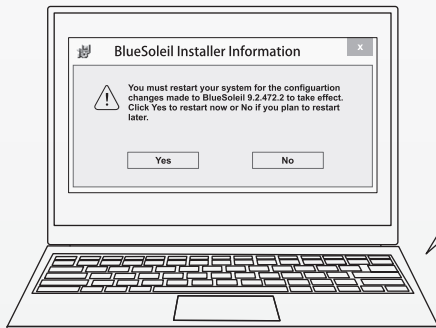 BlueSoleil Installer Information
x
You must restart your system for the configuartion
changes made to BlueSoleil 9.2.472.2 to take effect.
Click Yes to restart now or No if you plan to restart
later.
Yes
No